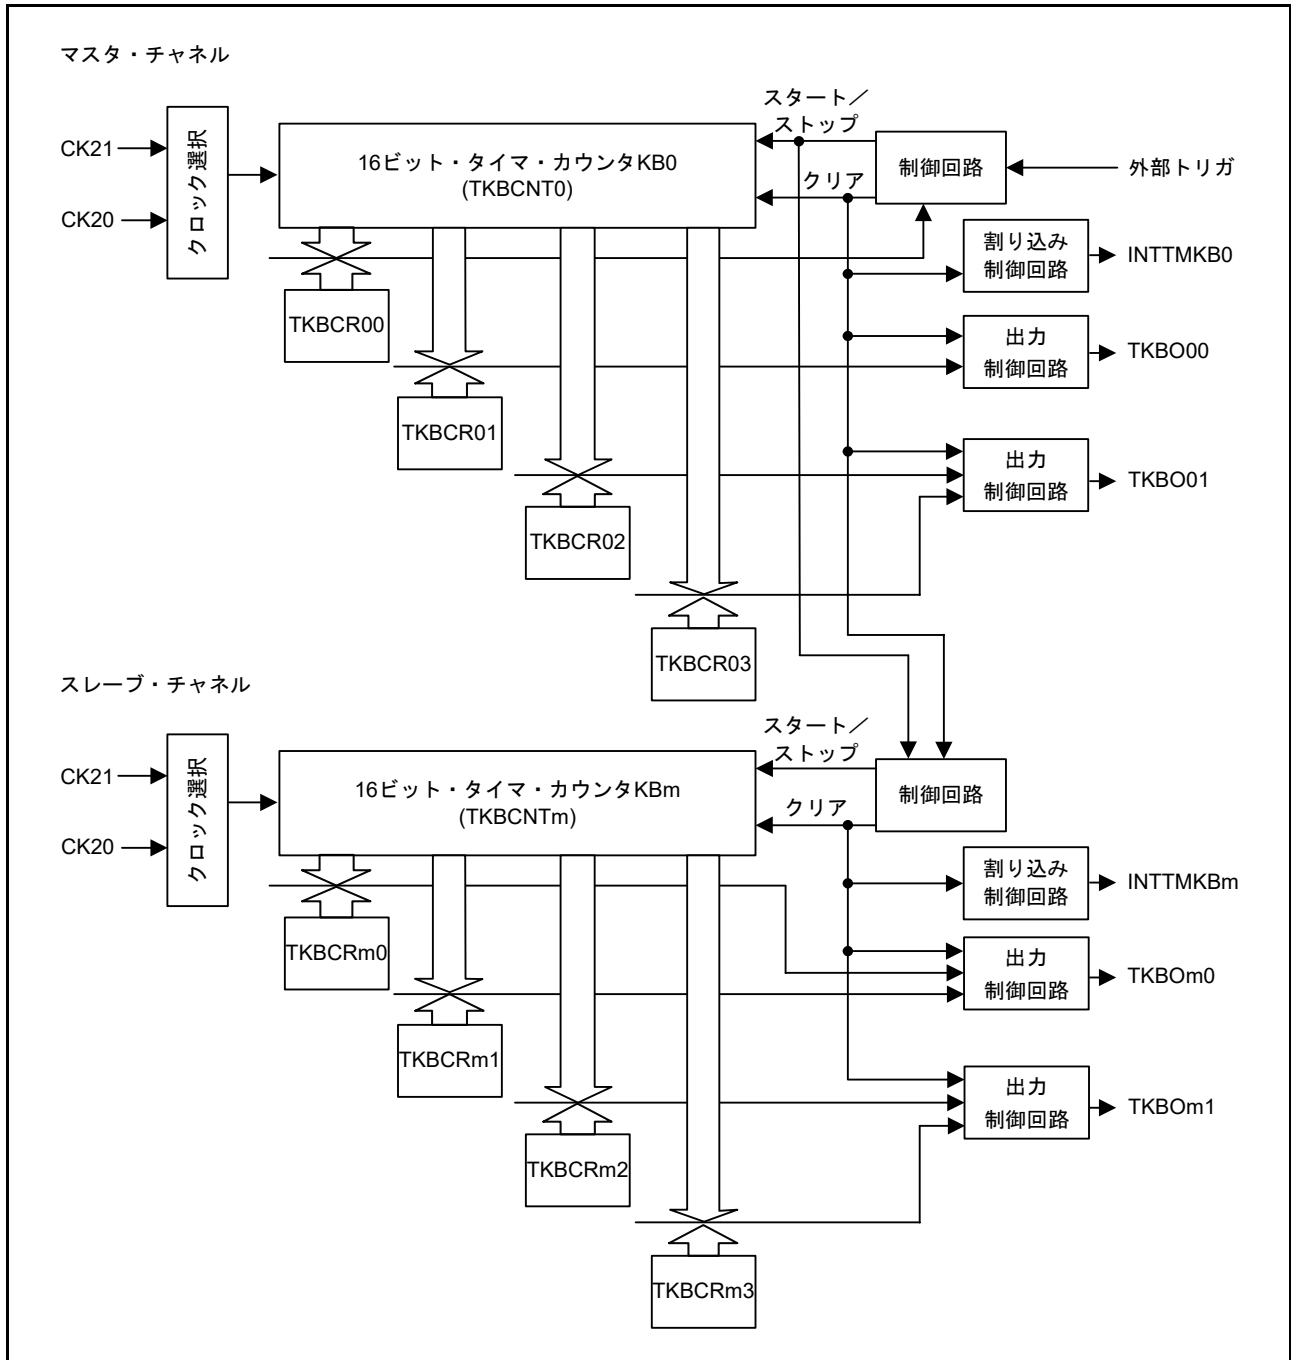 マスタ・チャネル
スタート／
ストップ
CK21
CK20
クロック選択
16ビット・タイマ・カウンタKB0
(TKBCNT0)
クリア
制御回路
外部トリガ
割り込み
制御回路
INTTMKB0
TKBCR00
出力
制御回路
TKBO00
TKBCR01
出力
制御回路
TKBO01
TKBCR02
TKBCR03
スレーブ・チャネル
スタート／
ストップ
CK21
CK20
クロック選択
16ビット・タイマ・カウンタKBm
(TKBCNTm)
クリア
制御回路
割り込み
制御回路
INTTMKBm
TKBCRm0
出力
制御回路
TKBOm0
TKBCRm1
出力
制御回路
TKBOm1
TKBCRm2
TKBCRm3